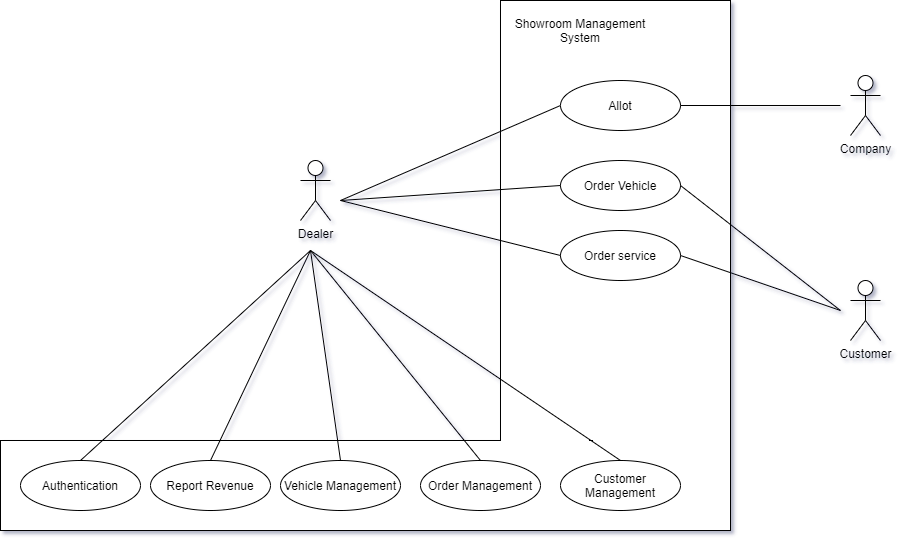 Showroom Management
System
Allot
Company
Order Vehicle
Dealer
Order service
Customer
Authentication
Report Revenue
Vehicle Management
Order Management
Customer
Management